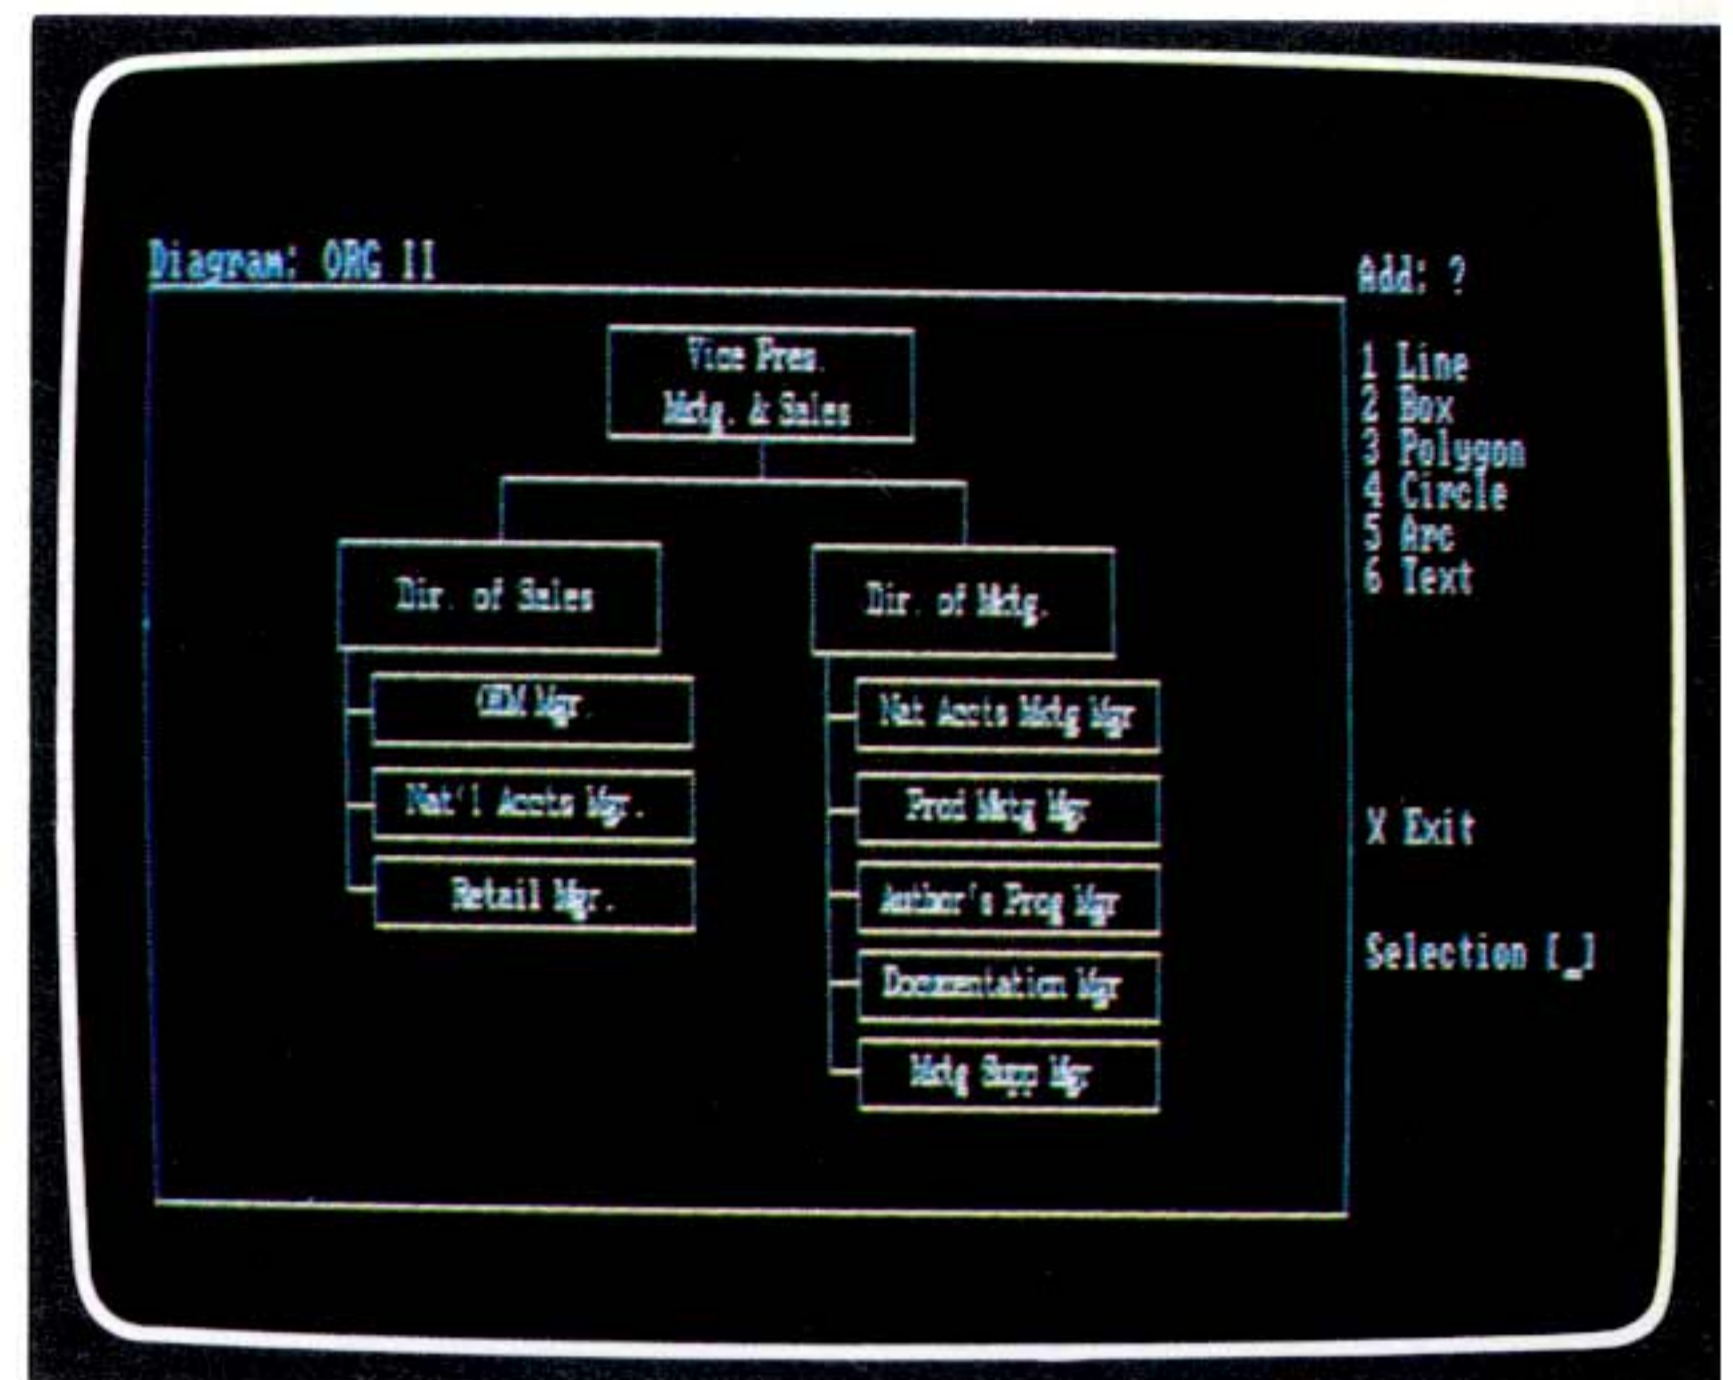 Diagram: ORG II
Vice Pres.
Mktg. & Sales
Dir. of Sales
OEM Mgr.
Nat'l Accts Mgr.
Retail Mgr.
Dir. of Mktg.
Nat Accts Mktg Mgr
Prod Mktg Mgr
Author's Prog Mgr
Documentation Mgr
Mktg Supp Mgr
Add: ?
1 Line
2 Box
3 Polygon
4 Circle
5 Arc
6 Text
X Exit
Selection [_]